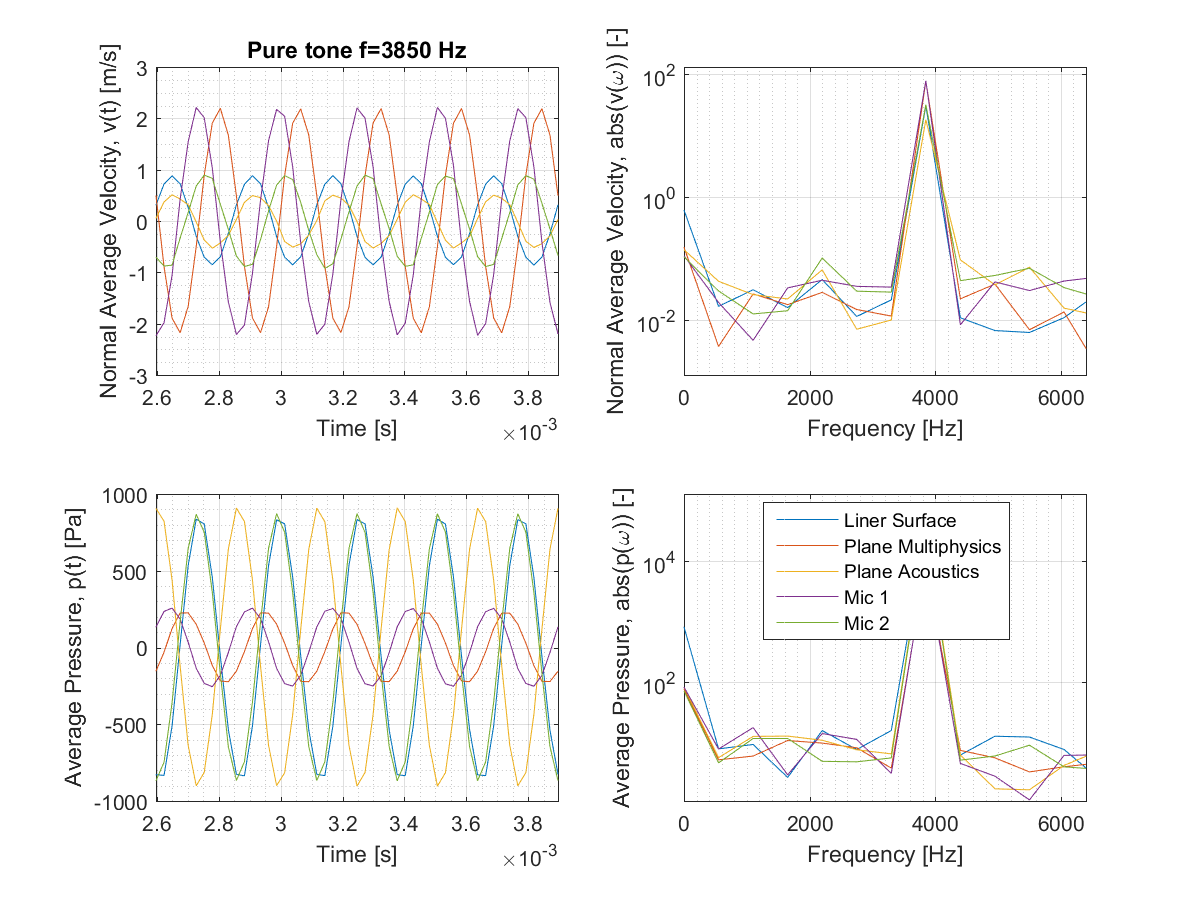 Pure tone f=3850 Hz
Normal Average Velocity, v(t) [m/s]
3
2
1
0
-1
-2
-3
2.6 2.8 3 3.2 3.4 3.6 3.8
Time [s]
×10-3
Normal Average Velocity, abs(v(ω)) [-]
102
100
10-2
0 2000 4000 6000
Frequency [Hz]
Average Pressure, p(t) [Pa]
1000
500
0
-500
-1000
2.6 2.8 3 3.2 3.4 3.6 3.8
Time [s]
×10-3
Average Pressure, abs(p(ω)) [-]
104
102
Liner Surface
Plane Multiphysics
Plane Acoustics
Mic 1
Mic 2
0 2000 4000 6000
Frequency [Hz]